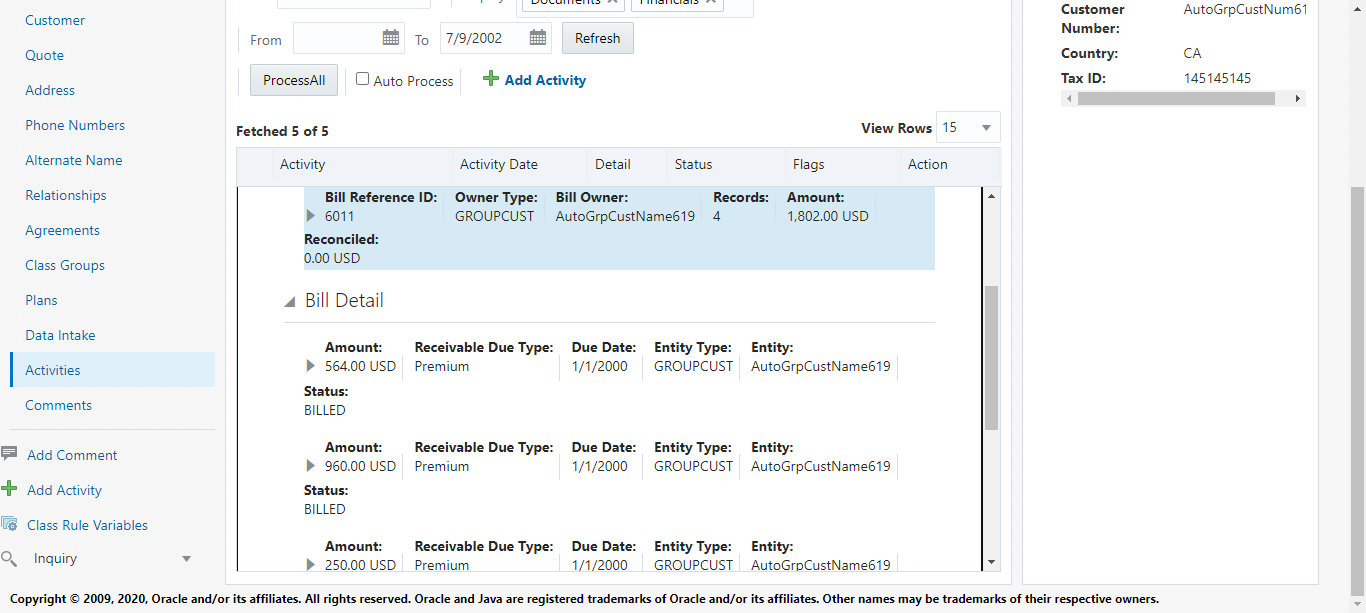 Customer
Quote
Address
Phone Numbers
Alternate Name
Relationships
Agreements
Class Groups
Plans
Data Intake
Activities
Comments
Add Comment
Add Activity
Class Rule Variables
Inquiry
From To 7/9/2002 Refresh
ProcessAll Auto Process Add Activity
Fetched 5 of 5 View Rows 15
Activity Activity Date Detail Status Flags Action
Bill Reference ID: Owner Type: Bill Owner: Records: Amount:
6011 GROUPCUST AutoGrpCustName619 4 1,802.00 USD
Reconciled:
0.00 USD
Bill Detail
Amount: Receivable Due Type: Due Date: Entity Type: Entity:
564.00 USD Premium 1/1/2000 GROUPCUST AutoGrpCustName619
Status:
BILLED
Amount: Receivable Due Type: Due Date: Entity Type: Entity:
960.00 USD Premium 1/1/2000 GROUPCUST AutoGrpCustName619
Status:
BILLED
Amount: Receivable Due Type: Due Date: Entity Type: Entity:
250.00 USD Premium 1/1/2000 GROUPCUST AutoGrpCustName619
Customer AutoGrpCustNum61
Number:
Country: CA
Tax ID: 145145145
Copyright © 2009, 2020, Oracle and/or its affiliates. All rights reserved. Oracle and Java are registered trademarks of Oracle and/or its affiliates. Other names may be trademarks of their respective owners.